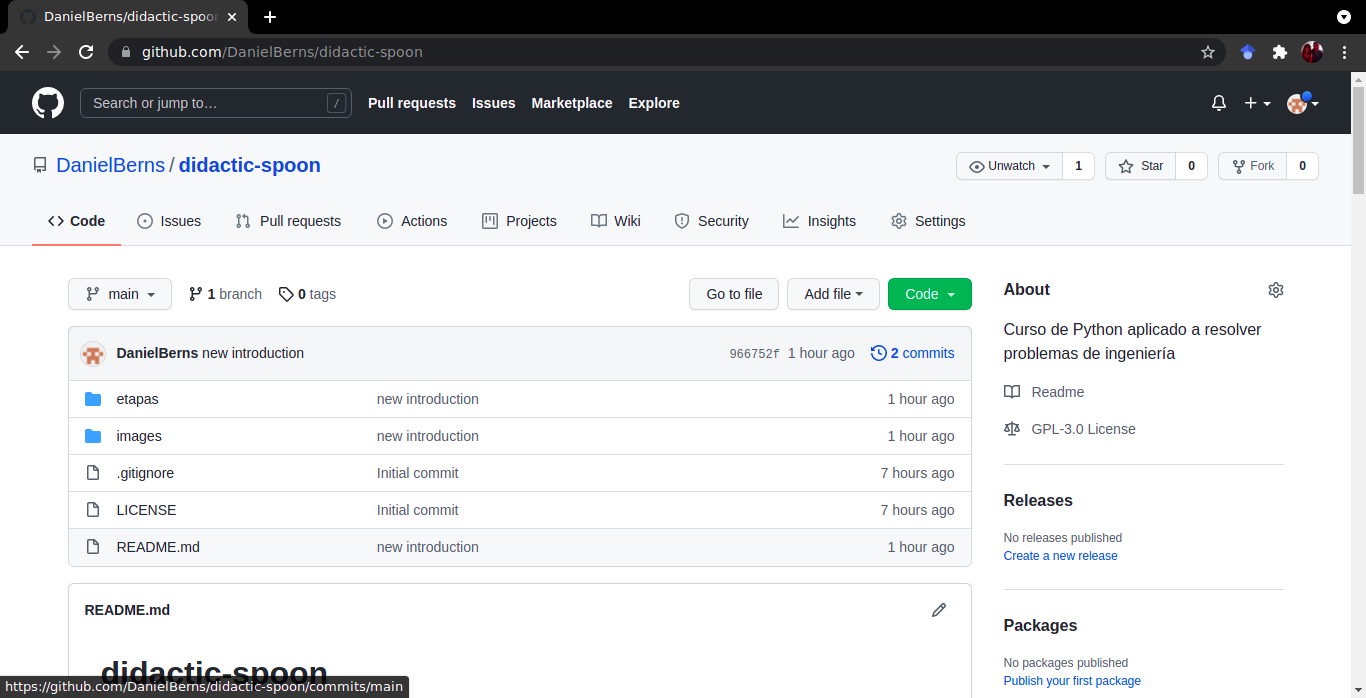 DanielBerns/didactic-spoon
github.com/DanielBerns/didactic-spoon
Search or jump to…
/
Pull requests
Issues
Marketplace
Explore
DanielBerns / didactic-spoon
Unwatch
1
Star
0
Fork
0
Code
Issues
Pull requests
Actions
Projects
Wiki
Security
Insights
Settings
main
1 branch
0 tags
Go to file
Add file
Code
DanielBerns new introduction
966752f 1 hour ago
2 commits
etapas new introduction 1 hour ago
images new introduction 1 hour ago
.gitignore Initial commit 7 hours ago
LICENSE Initial commit 7 hours ago
README.md new introduction 1 hour ago
README.md
didactic-spoon
About
Curso de Python aplicado a resolver
problemas de ingeniería
Readme
GPL-3.0 License
Releases
No releases published
Create a new release
Packages
No packages published
Publish your first package
https://github.com/DanielBerns/didactic-spoon/commits/main